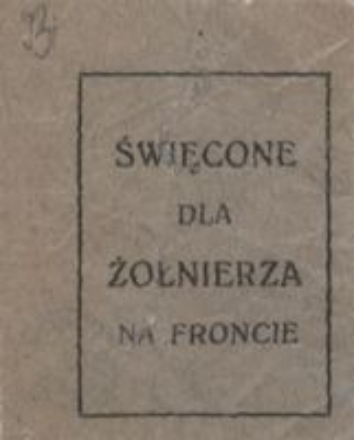 ŚWIĘCONE
DLA
ŻOŁNIERZA
NA FRONCIE